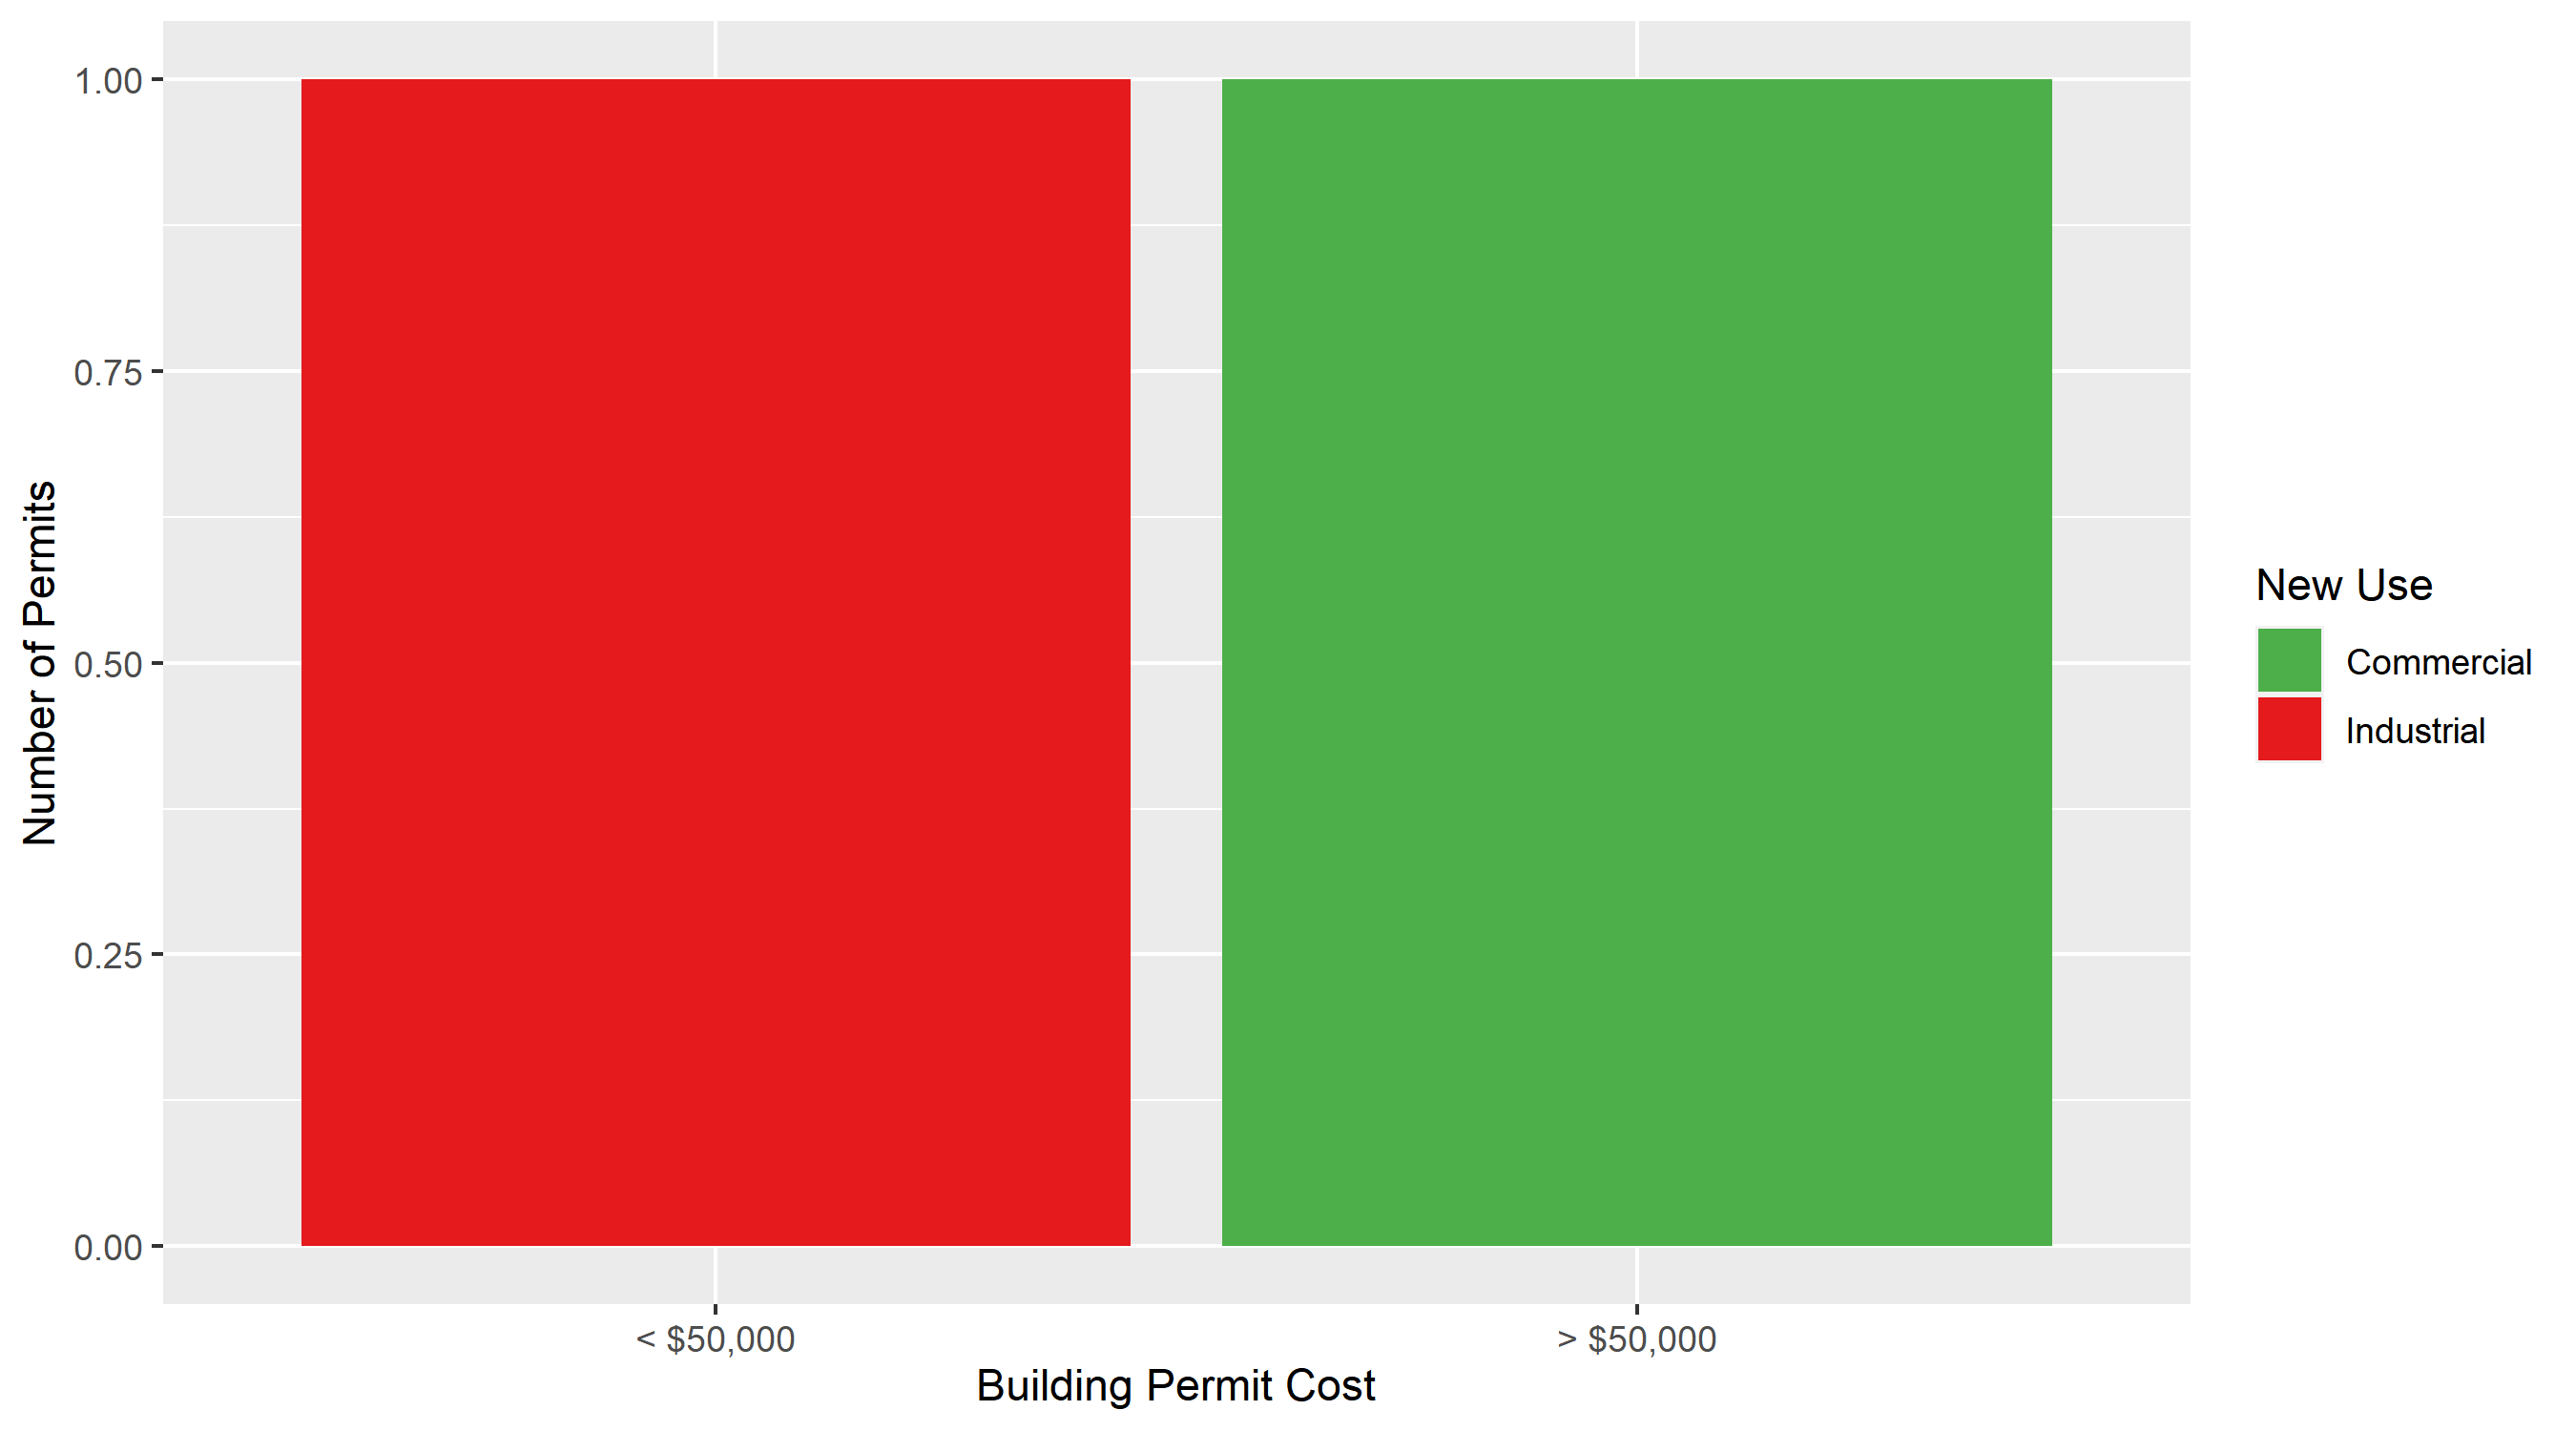 1.00
0.75
0.50
0.25
0.00
Number of Permits
< $50,000
> $50,000
Building Permit Cost
New Use
Commercial
Industrial